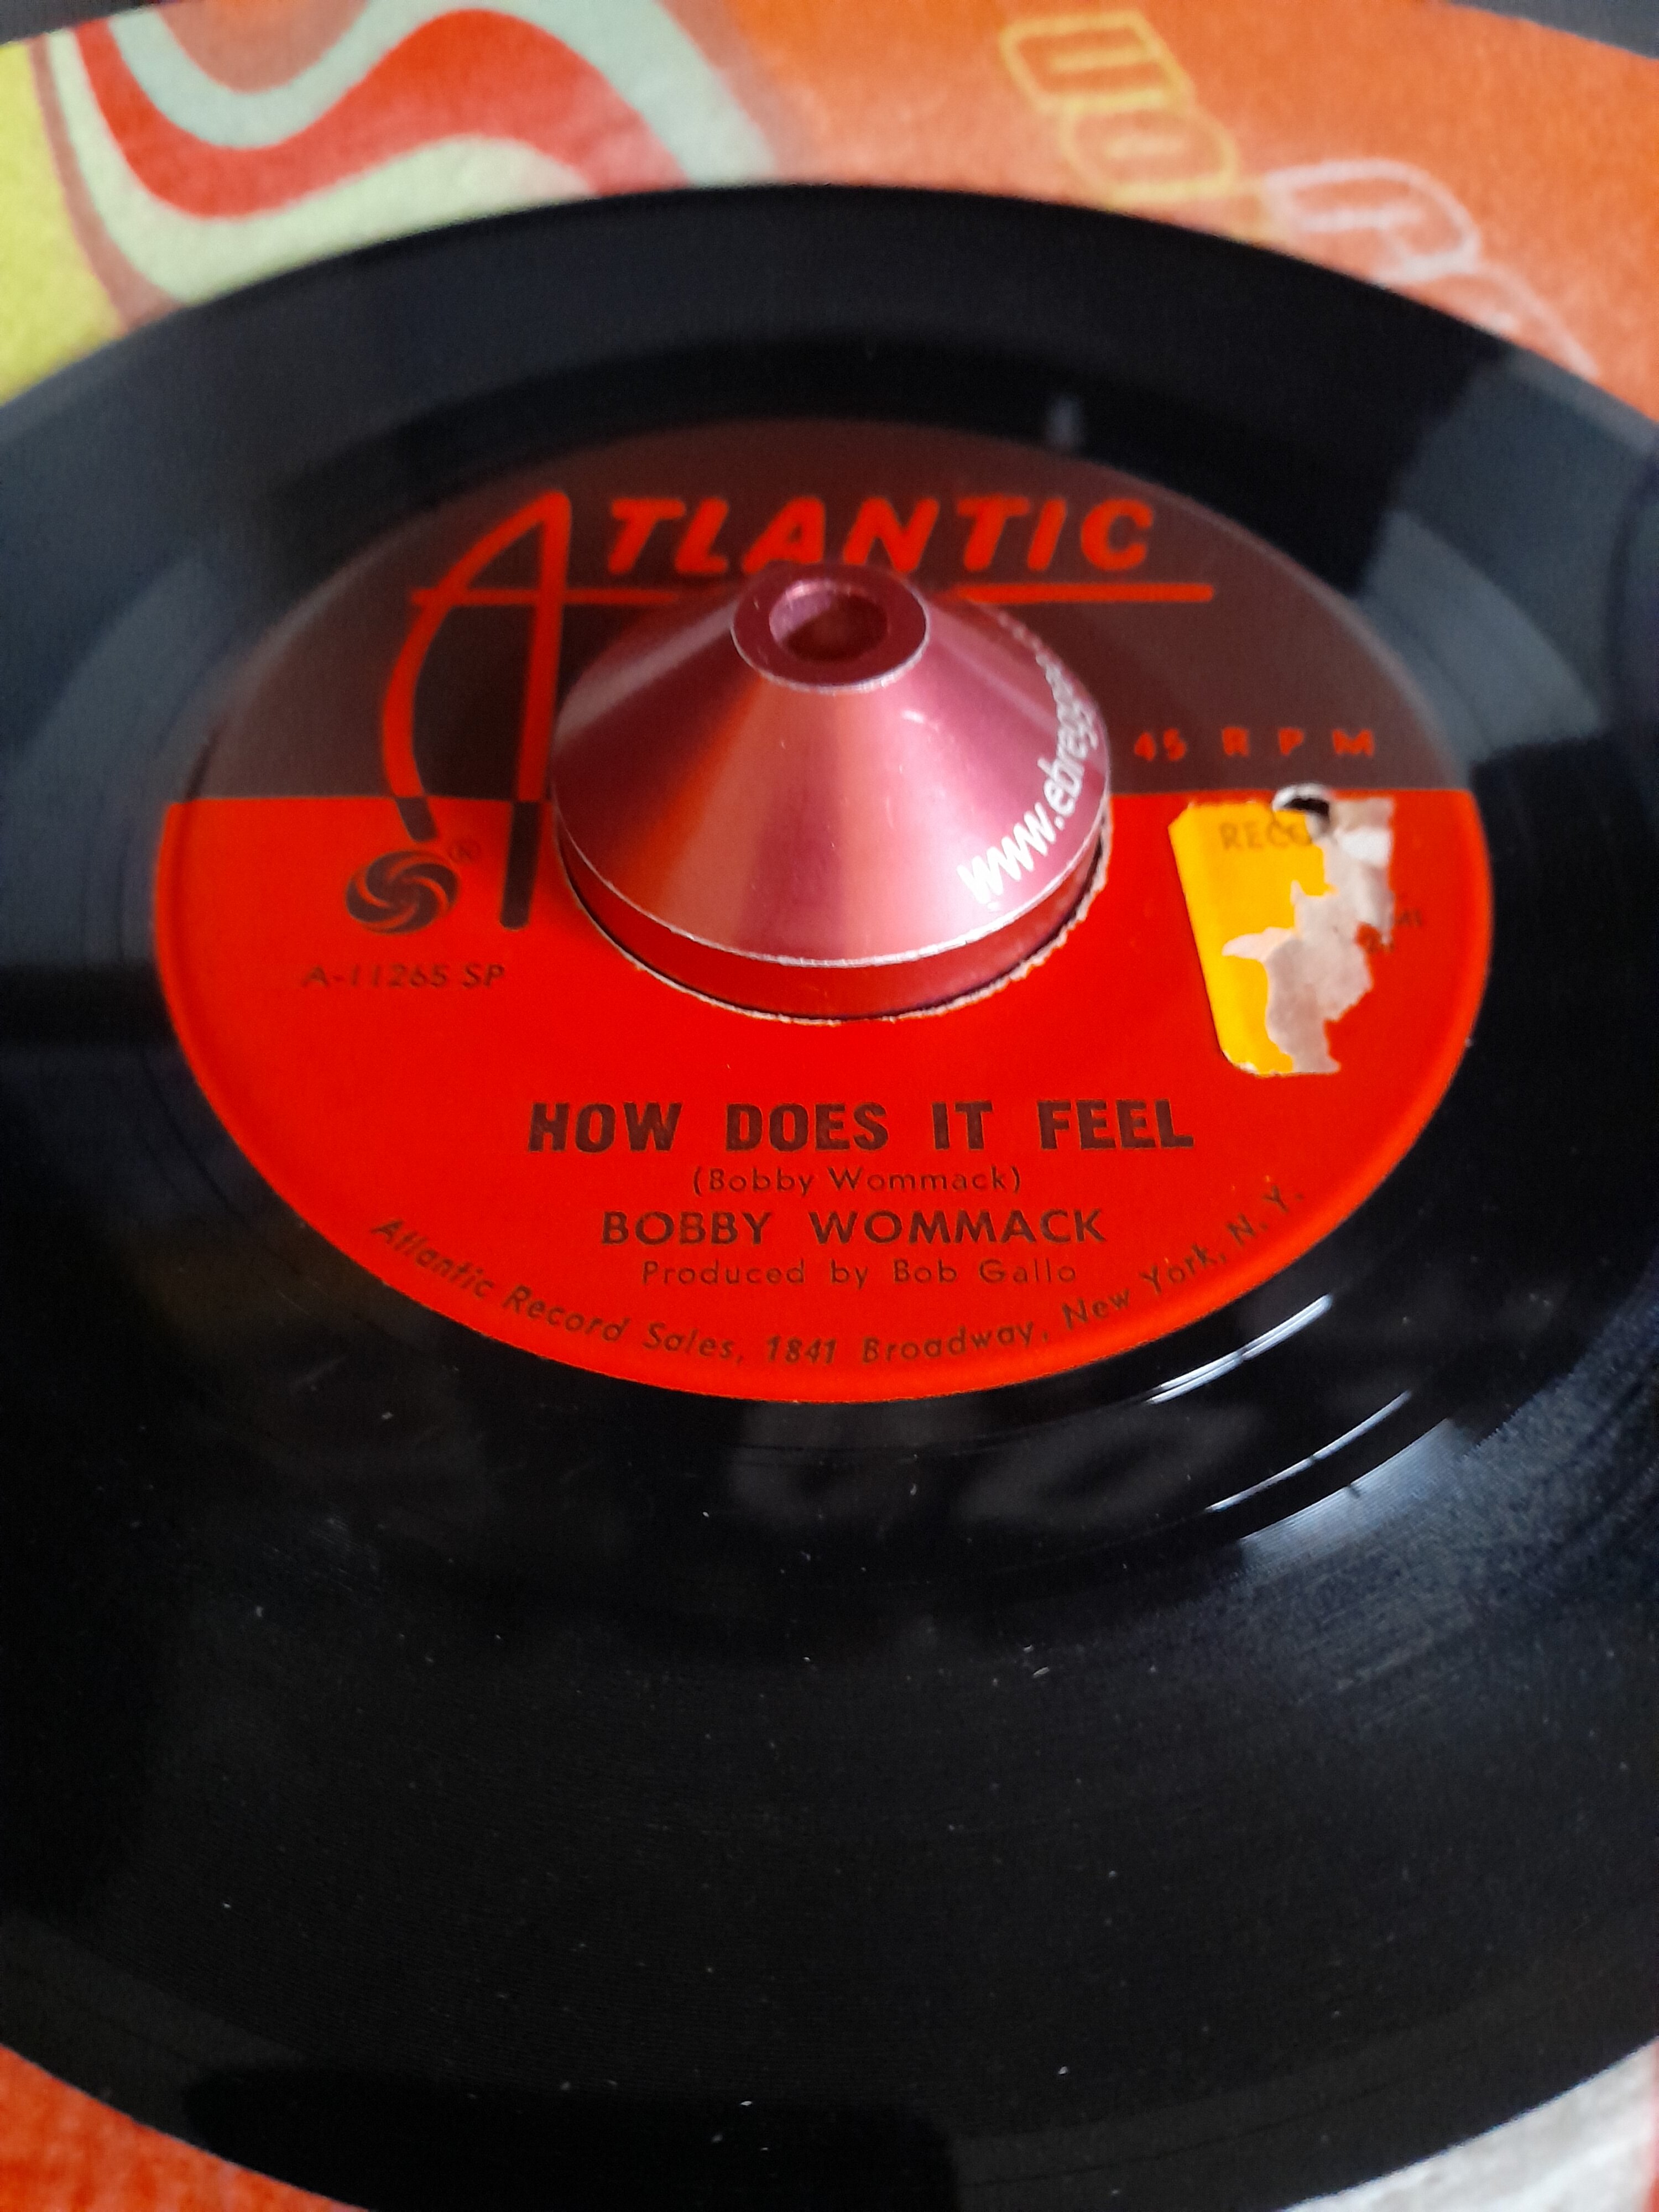 ATLANTIC
45 RPM
®
A-11265 SP
HOW DOES IT FEEL
(Bobby Wommack)
BOBBY WOMMACK
Produced by Bob Gallo
Atlantic Record Sales, 1841 Broadway, New York, N. Y.